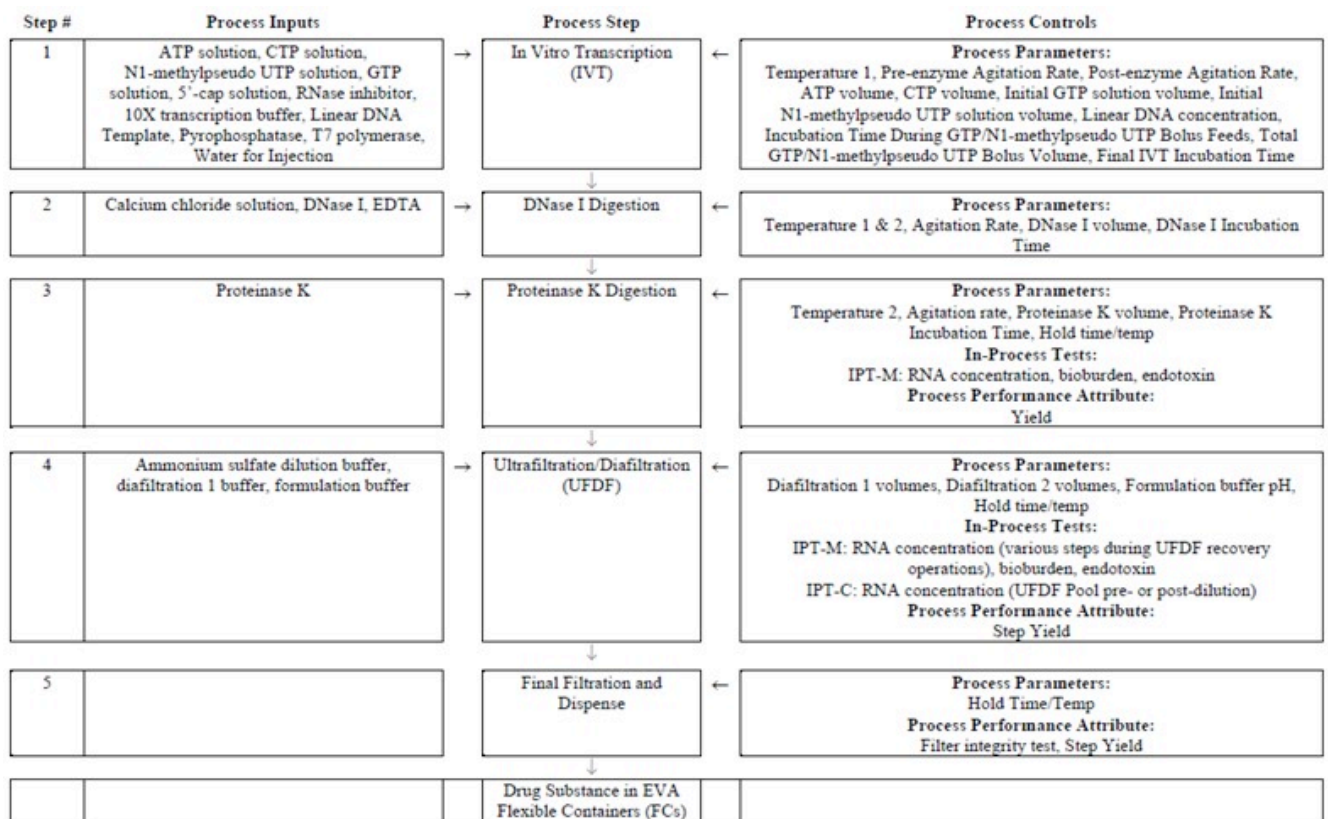 Step # Process Inputs Process Step Process Controls
1
ATP solution, CTP solution,
N1-methylpseudo UTP solution, GTP
solution, 5'-cap solution, RNase inhibitor,
10X transcription buffer, Linear DNA
Template, Pyrophosphatase, T7 polymerase,
Water for Injection
→
In Vitro Transcription
(IVT)
←
Process Parameters:
Temperature 1, Pre-enzyme Agitation Rate, Post-enzyme Agitation Rate,
ATP volume, CTP volume, Initial GTP solution volume, Initial
N1-methylpseudo UTP solution volume, Linear DNA concentration,
Incubation Time During GTP/N1-methylpseudo UTP Bolus Feeds, Total
GTP/N1-methylpseudo UTP Bolus Volume, Final IVT Incubation Time
↓
2
Calcium chloride solution, DNase I, EDTA
→
DNase I Digestion
←
Process Parameters:
Temperature 1 & 2, Agitation Rate, DNase I volume, DNase I Incubation
Time
↓
3
Proteinase K
→
Proteinase K Digestion
←
Process Parameters:
Temperature 2, Agitation rate, Proteinase K volume, Proteinase K
Incubation Time, Hold time/temp
In-Process Tests:
IPT-M: RNA concentration, bioburden, endotoxin
Process Performance Attribute:
Yield
↓
4
Ammonium sulfate dilution buffer,
diafiltration 1 buffer, formulation buffer
→
Ultrafiltration/Diafiltration
(UFDF)
←
Process Parameters:
Diafiltration 1 volumes, Diafiltration 2 volumes, Formulation buffer pH,
Hold time/temp
In-Process Tests:
IPT-M: RNA concentration (various steps during UFDF recovery
operations), bioburden, endotoxin
IPT-C: RNA concentration (UFDF Pool pre- or post-dilution)
Process Performance Attribute:
Step Yield
↓
5
Final Filtration and
Dispense
←
Process Parameters:
Hold Time/Temp
Process Performance Attribute:
Filter integrity test, Step Yield
↓
Drug Substance in EVA
Flexible Containers (FCs)